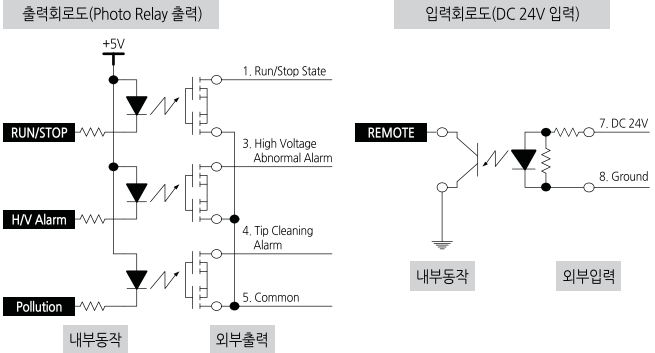 출력회로도(Photo Relay 출력)
+5V
1. Run/Stop State
RUN/STOP
3. High Voltage
Abnormal Alarm
H/V Alarm
4. Tip Cleaning
Alarm
5. Common
Pollution
내부동작
외부출력
입력회로도(DC 24V 입력)
REMOTE
7. DC 24V
8. Ground
내부동작
외부입력